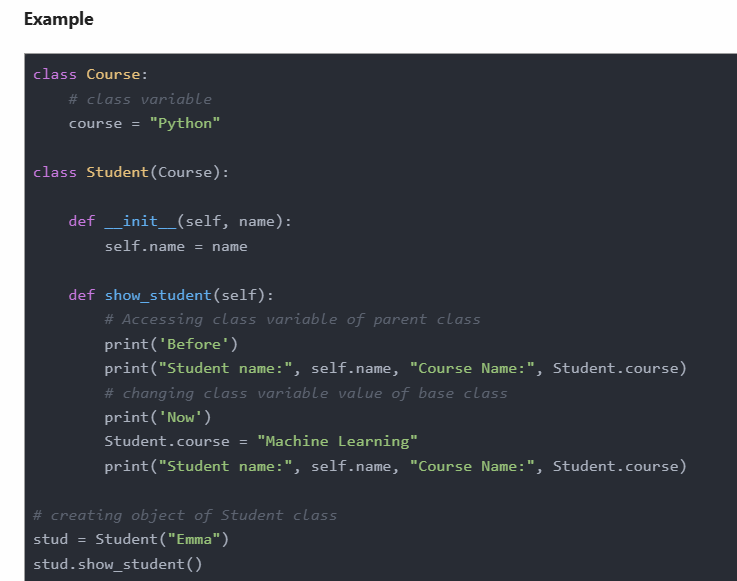 Example
class Course:
    # class variable
    course = "Python"

class Student(Course):

    def __init__(self, name):
        self.name = name

    def show_student(self):
        # Accessing class variable of parent class
        print('Before')
        print("Student name:", self.name, "Course Name:", Student.course)
        # changing class variable value of base class
        print('Now')
        Student.course = "Machine Learning"
        print("Student name:", self.name, "Course Name:", Student.course)

# creating object of Student class
stud = Student("Emma")
stud.show_student()